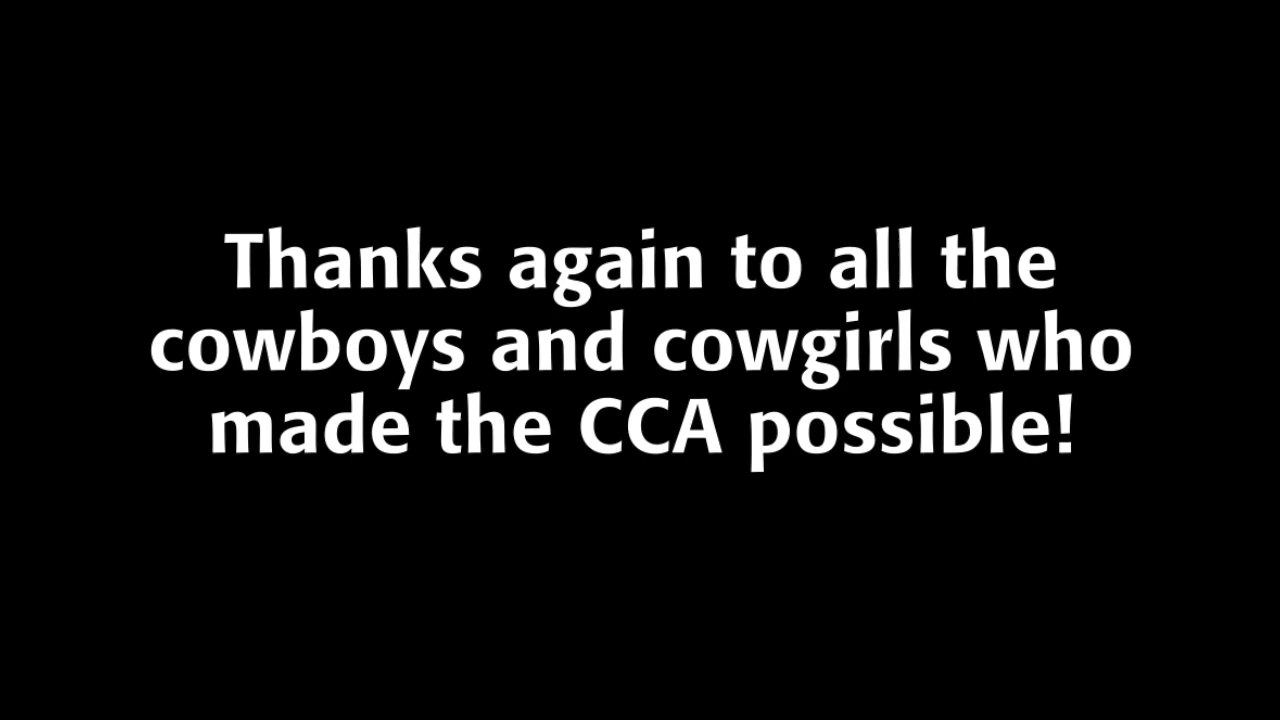 Thanks again to all the
cowboys and cowgirls who
made the CCA possible!